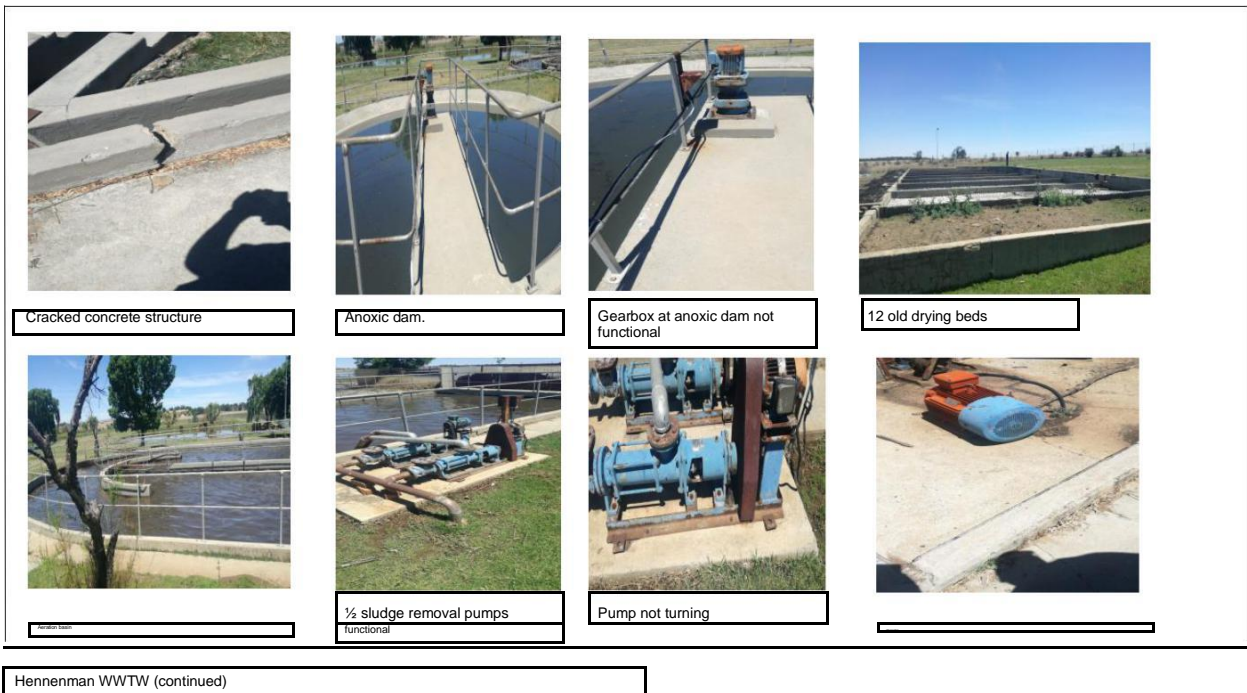 Cracked concrete structure
Anoxic dam.
Gearbox at anoxic dam not
functional
12 old drying beds
Aeration basin
½ sludge removal pumps
functional
Pump not turning
Hennenman WWTW (continued)